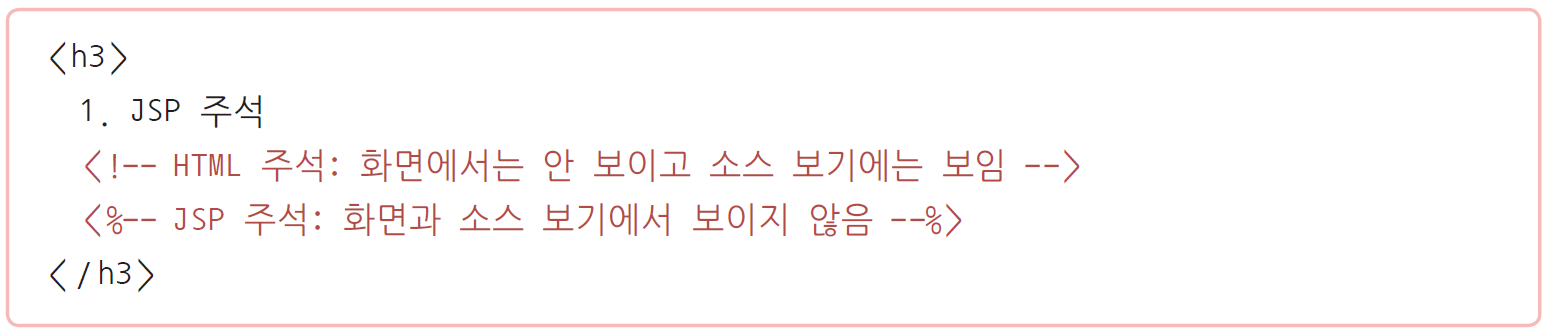 <h3>
1. JSP 주석
<!-- HTML 주석: 화면에서는 안 보이고 소스 보기에는 보임 -->
<%-- JSP 주석: 화면과 소스 보기에서 보이지 않음 --%>
</h3>